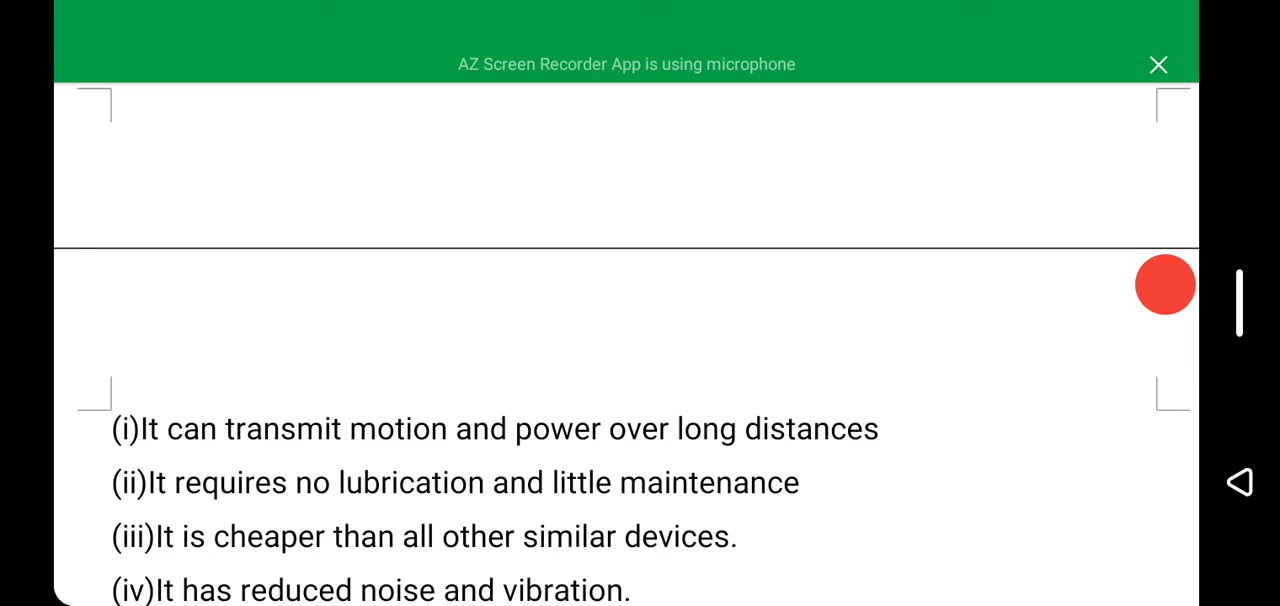 AZ Screen Recorder App is using microphone
(i)It can transmit motion and power over long distances
(ii)It requires no lubrication and little maintenance
(iii)It is cheaper than all other similar devices.
(iv)It has reduced noise and vibration.